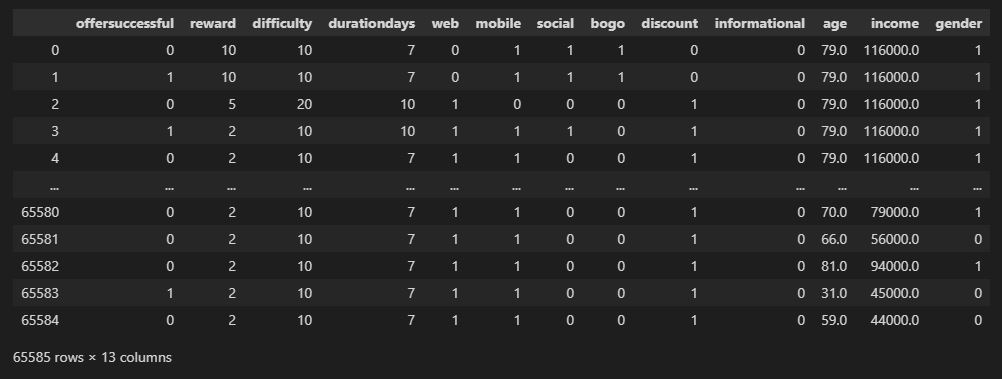 offersuccessful reward difficulty durationdays web mobile social bogo discount informational age income gender
0 0 10 10 7 0 1 1 1 0 0 79.0 116000.0 1
1 1 10 10 7 0 1 1 1 0 0 79.0 116000.0 1
2 0 5 20 10 1 0 0 0 1 0 79.0 116000.0 1
3 1 2 10 10 1 1 1 0 1 0 79.0 116000.0 1
4 0 2 10 7 1 1 0 0 1 0 79.0 116000.0 1
... ... ... ... ... ... ... ... ... ... ... ... ... ...
65580 0 2 10 7 1 1 0 0 1 0 70.0 79000.0 1
65581 0 2 10 7 1 1 0 0 1 0 66.0 56000.0 0
65582 0 2 10 7 1 1 0 0 1 0 81.0 94000.0 1
65583 1 2 10 7 1 1 0 0 1 0 31.0 45000.0 0
65584 0 2 10 7 1 1 0 0 1 0 59.0 44000.0 0
65585 rows × 13 columns